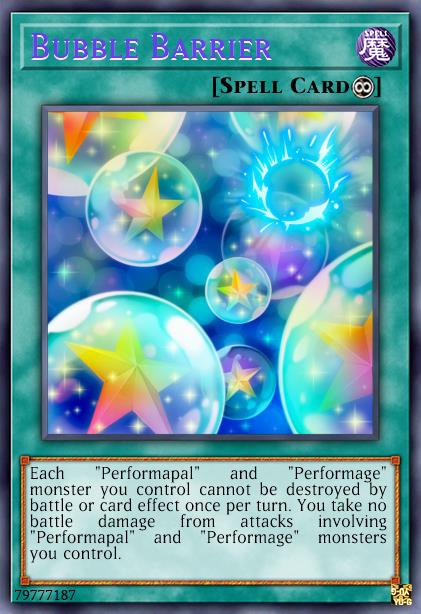 Bubble Barrier
SPELL
魔
[Spell Card]
Each "Performapal" and "Performage"
monster you control cannot be destroyed by
battle or card effect once per turn. You take no
battle damage from attacks involving
"Performapal" and "Performage" monsters
you control.
79777187